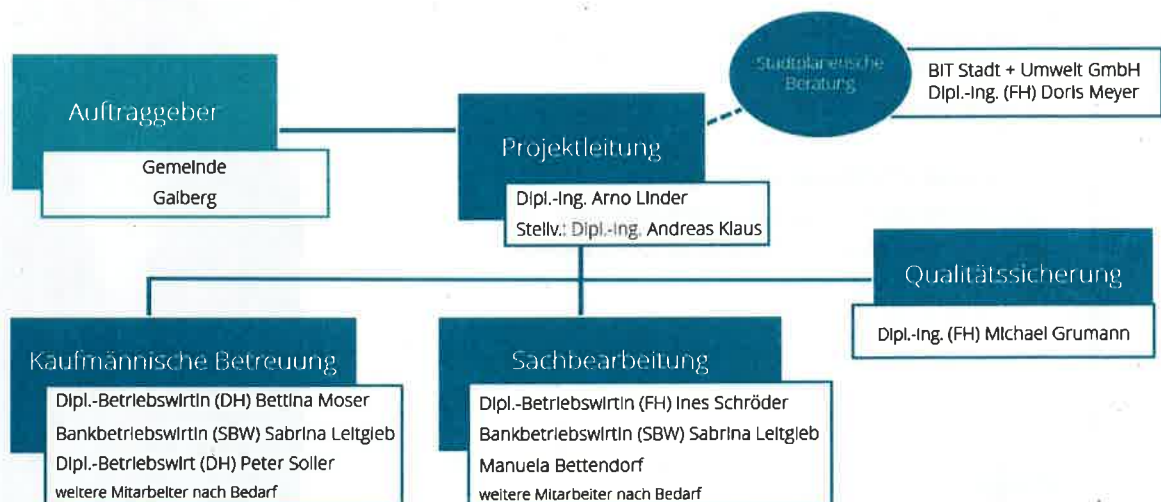 Stadtplanerische
Beratung
BIT Stadt + Umwelt GmbH
Dipl.-Ing. (FH) Doris Meyer
Auftraggeber
Gemeinde
Gaiberg
Projektleitung
Dipl.-Ing. Arno Linder
Stellv.: Dipl.-Ing. Andreas Klaus
Qualitätssicherung
Dipl.-Ing. (FH) Michael Grumann
Kaufmännische Betreuung
Dipl.-Betriebswirtin (DH) Bettina Moser
Bankbetriebswirtin (SBW) Sabrina Leitgieb
Dipl.-Betriebswirt (DH) Peter Soller
weitere Mitarbeiter nach Bedarf
Sachbearbeitung
Dipl.-Betriebswirtin (FH) Ines Schröder
Bankbetriebswirtin (SBW) Sabrina Leitgieb
Manuela Bettendorf
weitere Mitarbeiter nach Bedarf